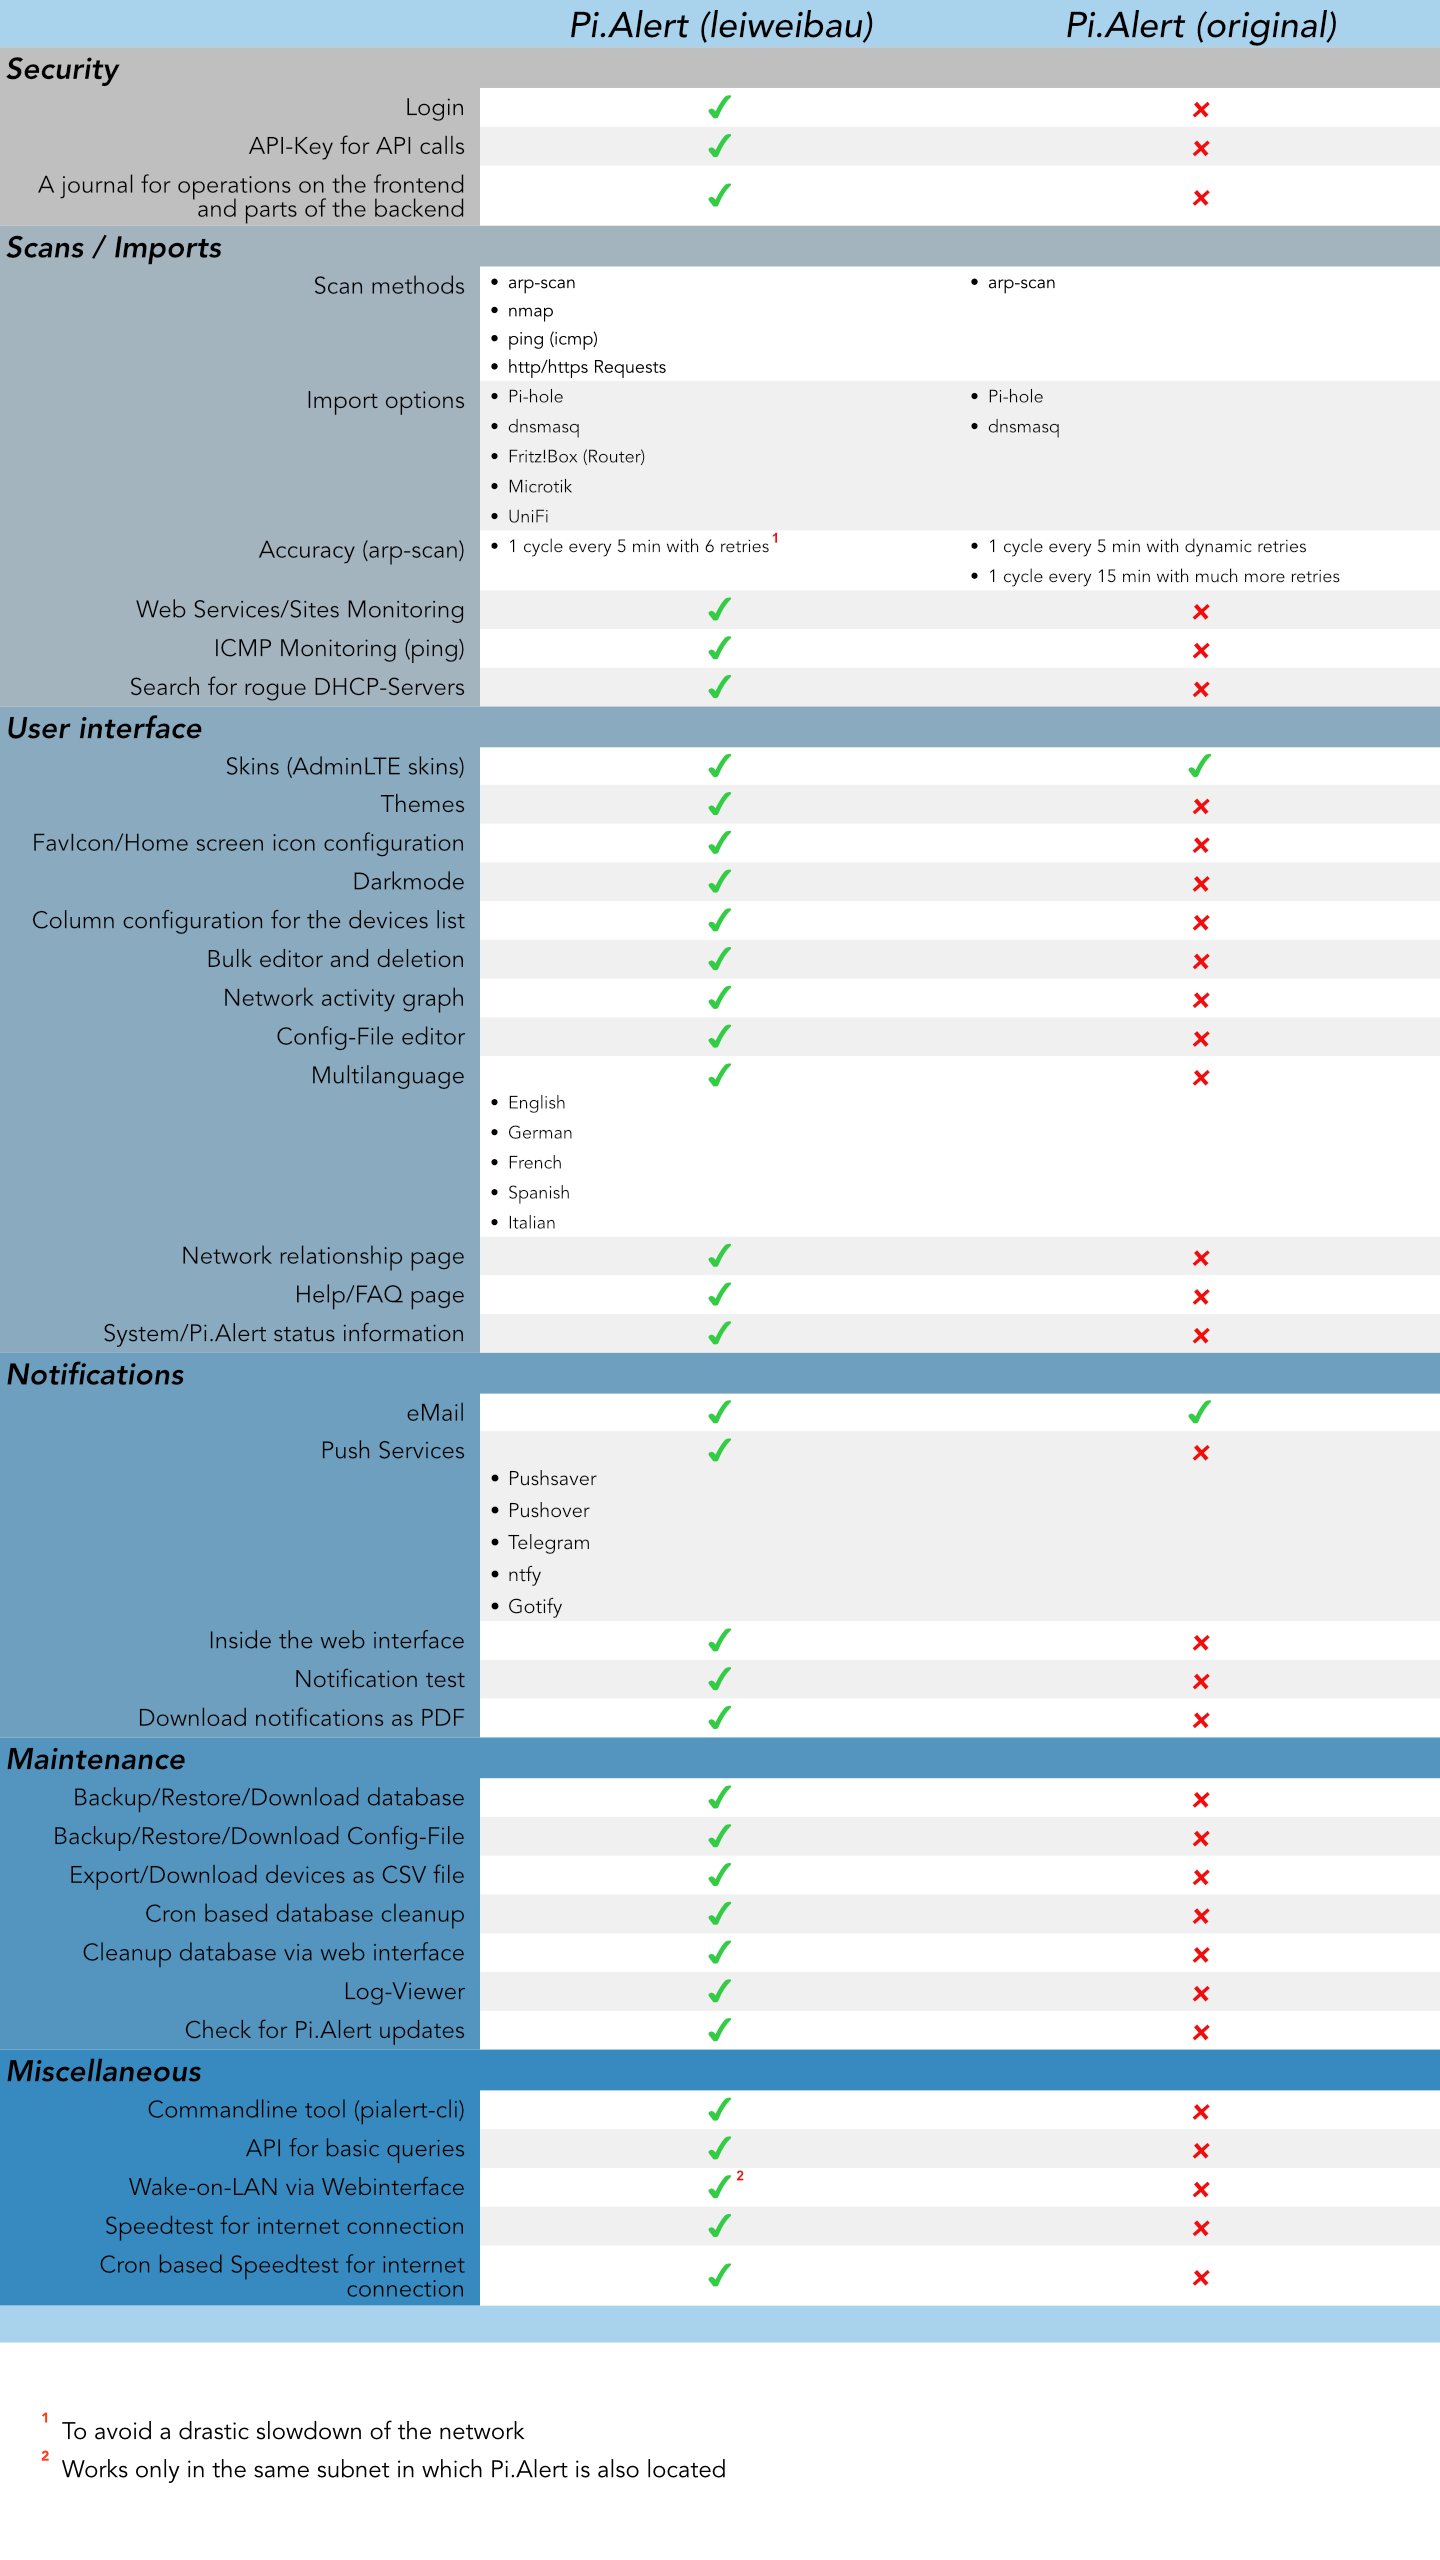 Pi.Alert (leiweibau) Pi.Alert (original)
Security
Login ✓ ×
API-Key for API calls ✓ ×
A journal for operations on the frontend
and parts of the backend ✓ ×
Scans / Imports
Scan methods • arp-scan • arp-scan
• nmap
• ping (icmp)
• http/https Requests
Import options • Pi-hole • Pi-hole
• dnsmasq • dnsmasq
• Fritz!Box (Router)
• Microtik
• UniFi
Accuracy (arp-scan) • 1 cycle every 5 min with 6 retries 1 • 1 cycle every 5 min with dynamic retries
• 1 cycle every 15 min with much more retries
Web Services/Sites Monitoring ✓ ×
ICMP Monitoring (ping) ✓ ×
Search for rogue DHCP-Servers ✓ ×
User interface
Skins (AdminLTE skins) ✓ ✓
Themes ✓ ×
FavIcon/Home screen icon configuration ✓ ×
Darkmode ✓ ×
Column configuration for the devices list ✓ ×
Bulk editor and deletion ✓ ×
Network activity graph ✓ ×
Config-File editor ✓ ×
Multilanguage ✓ ×
• English
• German
• French
• Spanish
• Italian
Network relationship page ✓ ×
Help/FAQ page ✓ ×
System/Pi.Alert status information ✓ ×
Notifications
eMail ✓ ✓
Push Services ✓ ×
• Pushsaver
• Pushover
• Telegram
• ntfy
• Gotify
Inside the web interface ✓ ×
Notification test ✓ ×
Download notifications as PDF ✓ ×
Maintenance
Backup/Restore/Download database ✓ ×
Backup/Restore/Download Config-File ✓ ×
Export/Download devices as CSV file ✓ ×
Cron based database cleanup ✓ ×
Cleanup database via web interface ✓ ×
Log-Viewer ✓ ×
Check for Pi.Alert updates ✓ ×
Miscellaneous
Commandline tool (pialert-cli) ✓ ×
API for basic queries ✓ ×
Wake-on-LAN via Webinterface ✓ 2 ×
Speedtest for internet connection ✓ ×
Cron based Speedtest for internet
connection ✓ ×
1 To avoid a drastic slowdown of the network
2 Works only in the same subnet in which Pi.Alert is also located